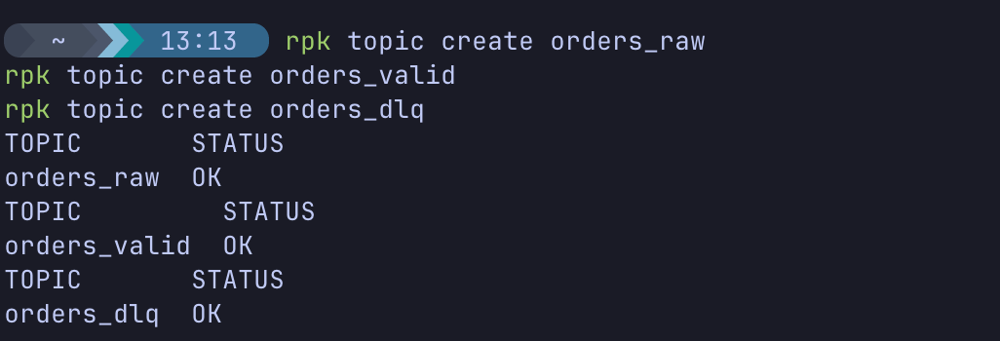 ~ 13:13 rpk topic create orders_raw
rpk topic create orders_valid
rpk topic create orders_dlq
TOPIC       STATUS
orders_raw  OK
TOPIC         STATUS
orders_valid  OK
TOPIC       STATUS
orders_dlq  OK